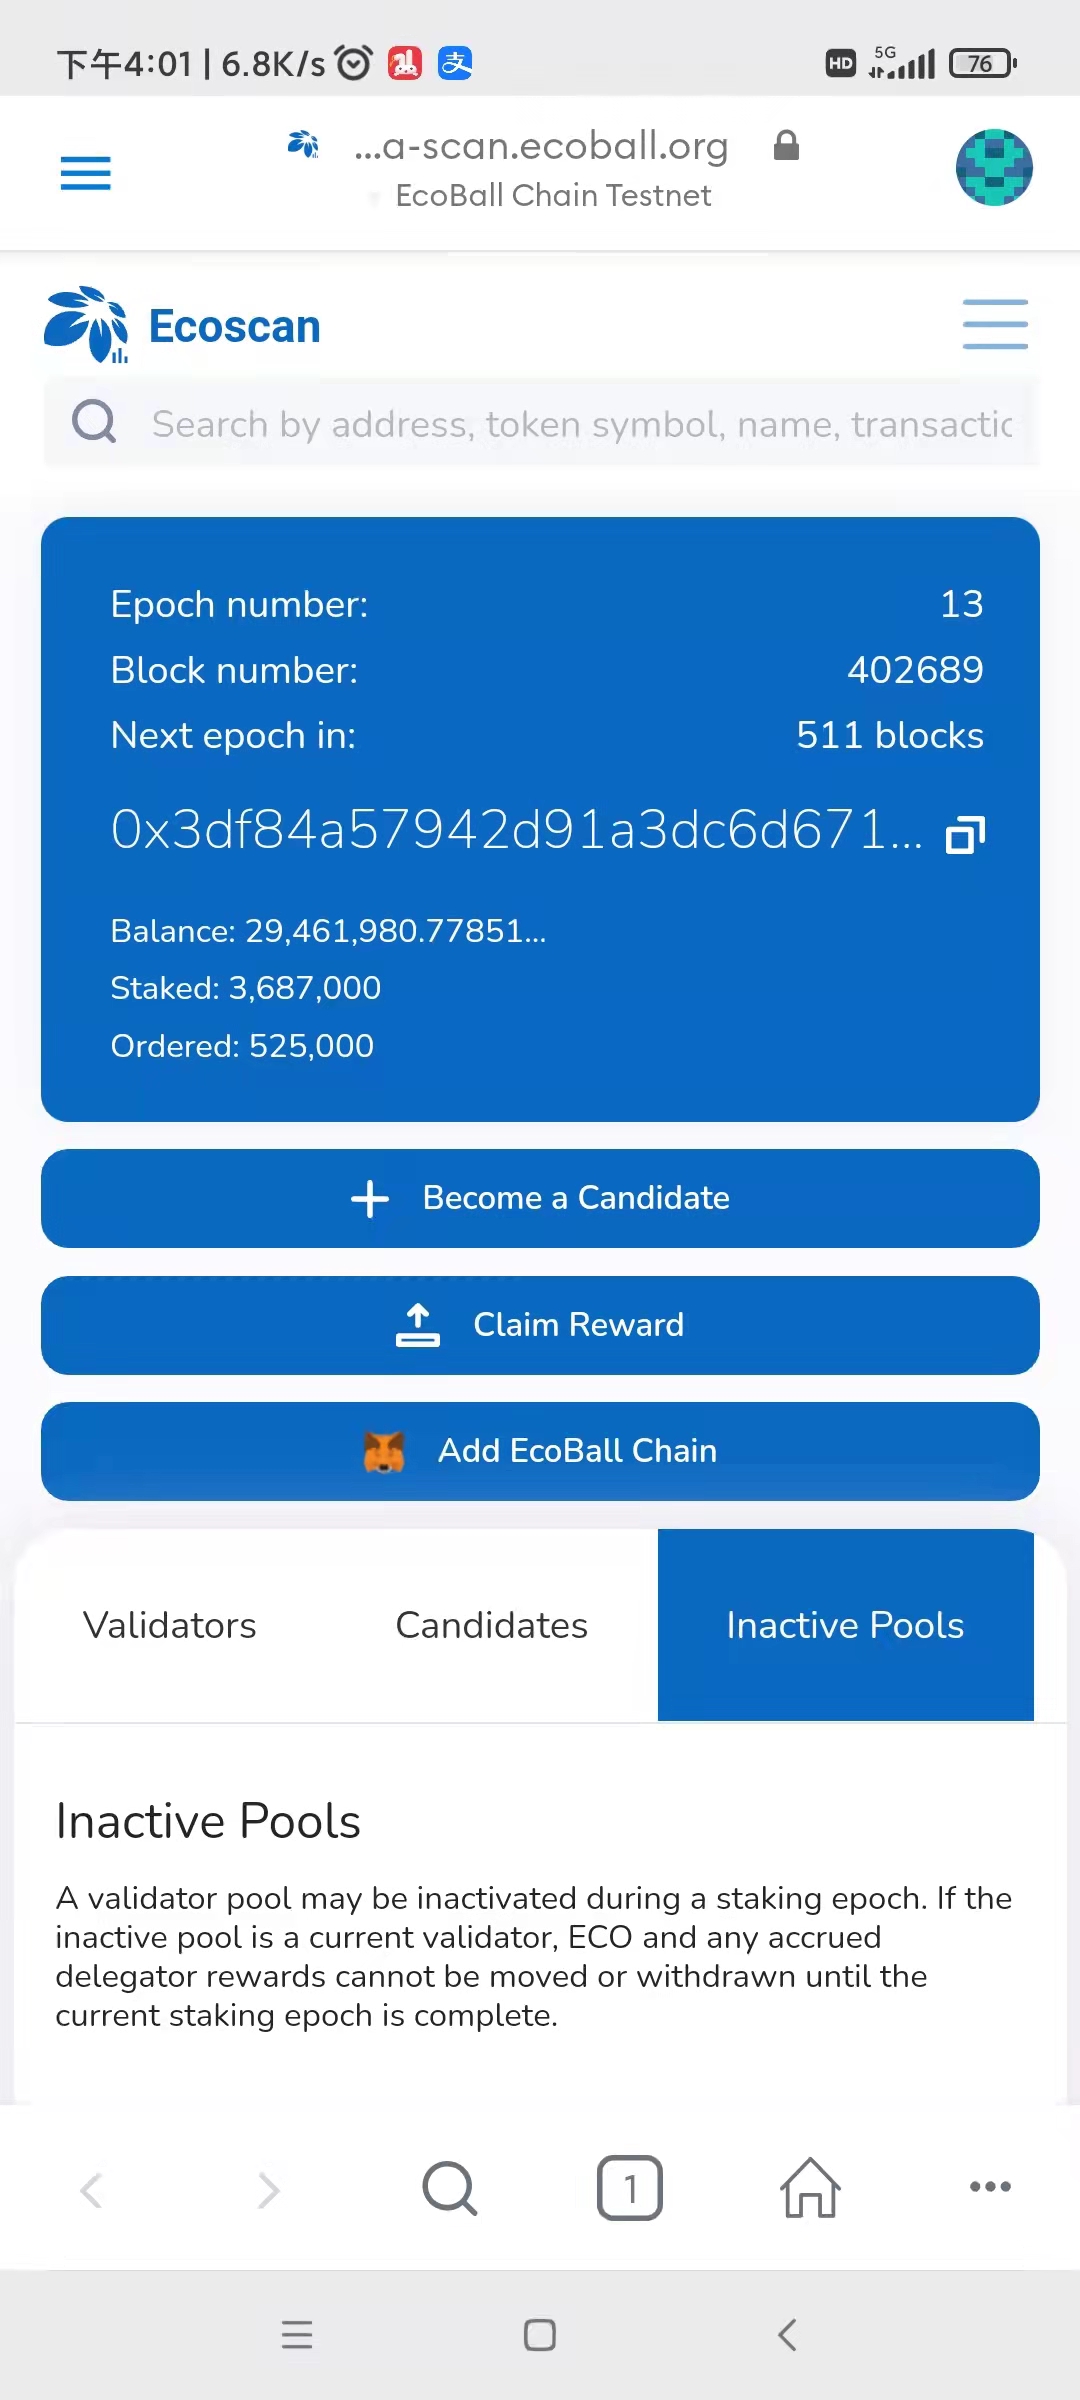 下午4:01 | 6.8K/s 支 HD 5G 76
...a-scan.ecoball.org
EcoBall Chain Testnet
Ecoscan
Search by address, token symbol, name, transactic
Epoch number: 13
Block number: 402689
Next epoch in: 511 blocks
0x3df84a57942d91a3dc6d671...
Balance: 29,461,980.77851...
Staked: 3,687,000
Ordered: 525,000
Become a Candidate
Claim Reward
Add EcoBall Chain
Validators Candidates Inactive Pools
Inactive Pools
A validator pool may be inactivated during a staking epoch. If the
inactive pool is a current validator, ECO and any accrued
delegator rewards cannot be moved or withdrawn until the
current staking epoch is complete.
1